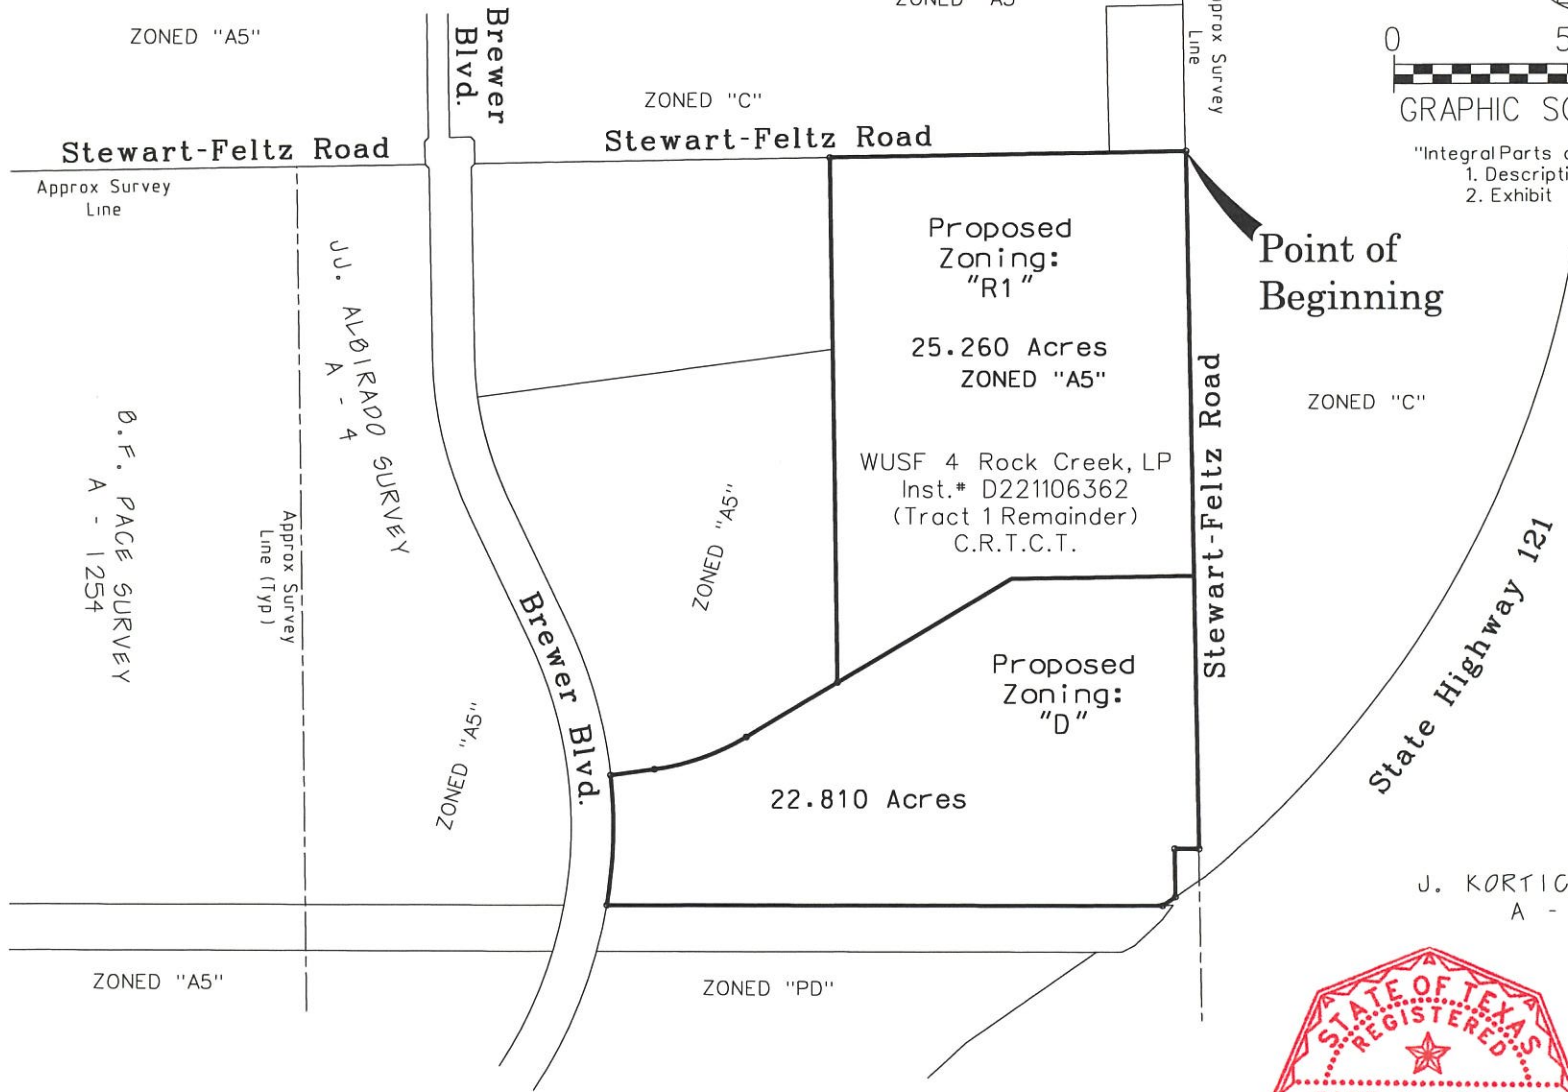 ZONED "A5"
Brewer
Blvd.
ZONED "C"
Approx Survey
Line
0
GRAPHIC
Stewart-Feltz Road
Stewart-Feltz Road
Approx Survey
Line
"Integral Parts
1.
2. Exhibit
Point of
Beginning
Proposed
Zoning:
"R1"
25.260 Acres
ZONED "A5"
WUSF 4 Rock Creek, LP
Inst.# D221106362
(Tract 1 Remainder)
C.R.T.C.T.
ZONED "C"
Stewart-Feltz Road
State Highway 121
J.J. ALBIRADO SURVEY
A - 4
B.F. PACE SURVEY
A - 1254
Approx Survey
Line (Typ)
ZONED "A5"
Brewer Blvd.
ZONED "A5"
Proposed
Zoning:
"D"
22.810 Acres
J.
A -
ZONED "A5"
ZONED "PD"
STATE OF TEXAS
REGISTERED